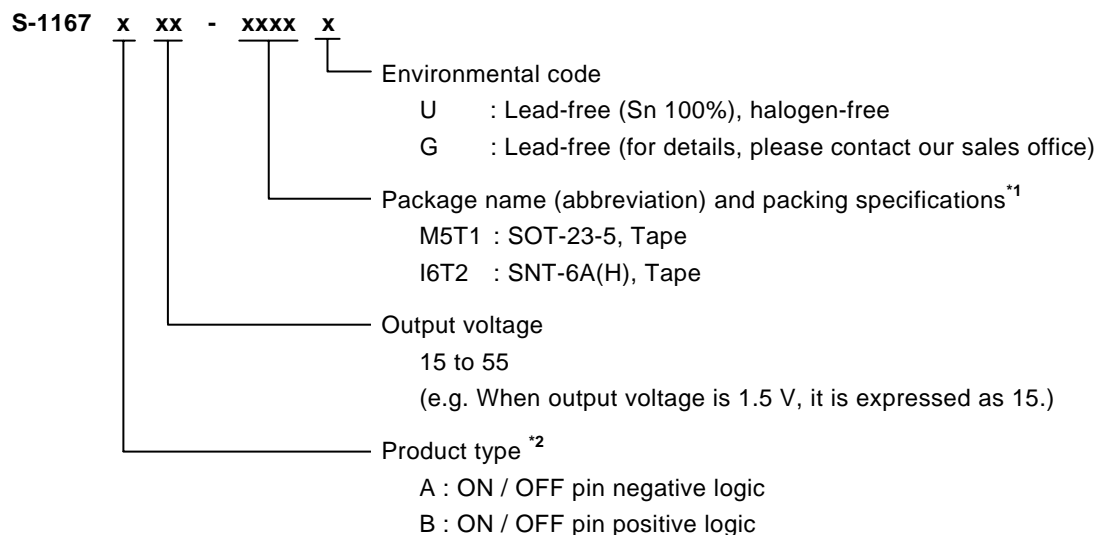 S-1167 x xx - xxxx x
Environmental code
U : Lead-free (Sn 100%), halogen-free
G : Lead-free (for details, please contact our sales office)
Package name (abbreviation) and packing specifications*1
M5T1 : SOT-23-5, Tape
I6T2 : SNT-6A(H), Tape
Output voltage
15 to 55
(e.g. When output voltage is 1.5 V, it is expressed as 15.)
Product type *2
A : ON / OFF pin negative logic
B : ON / OFF pin positive logic